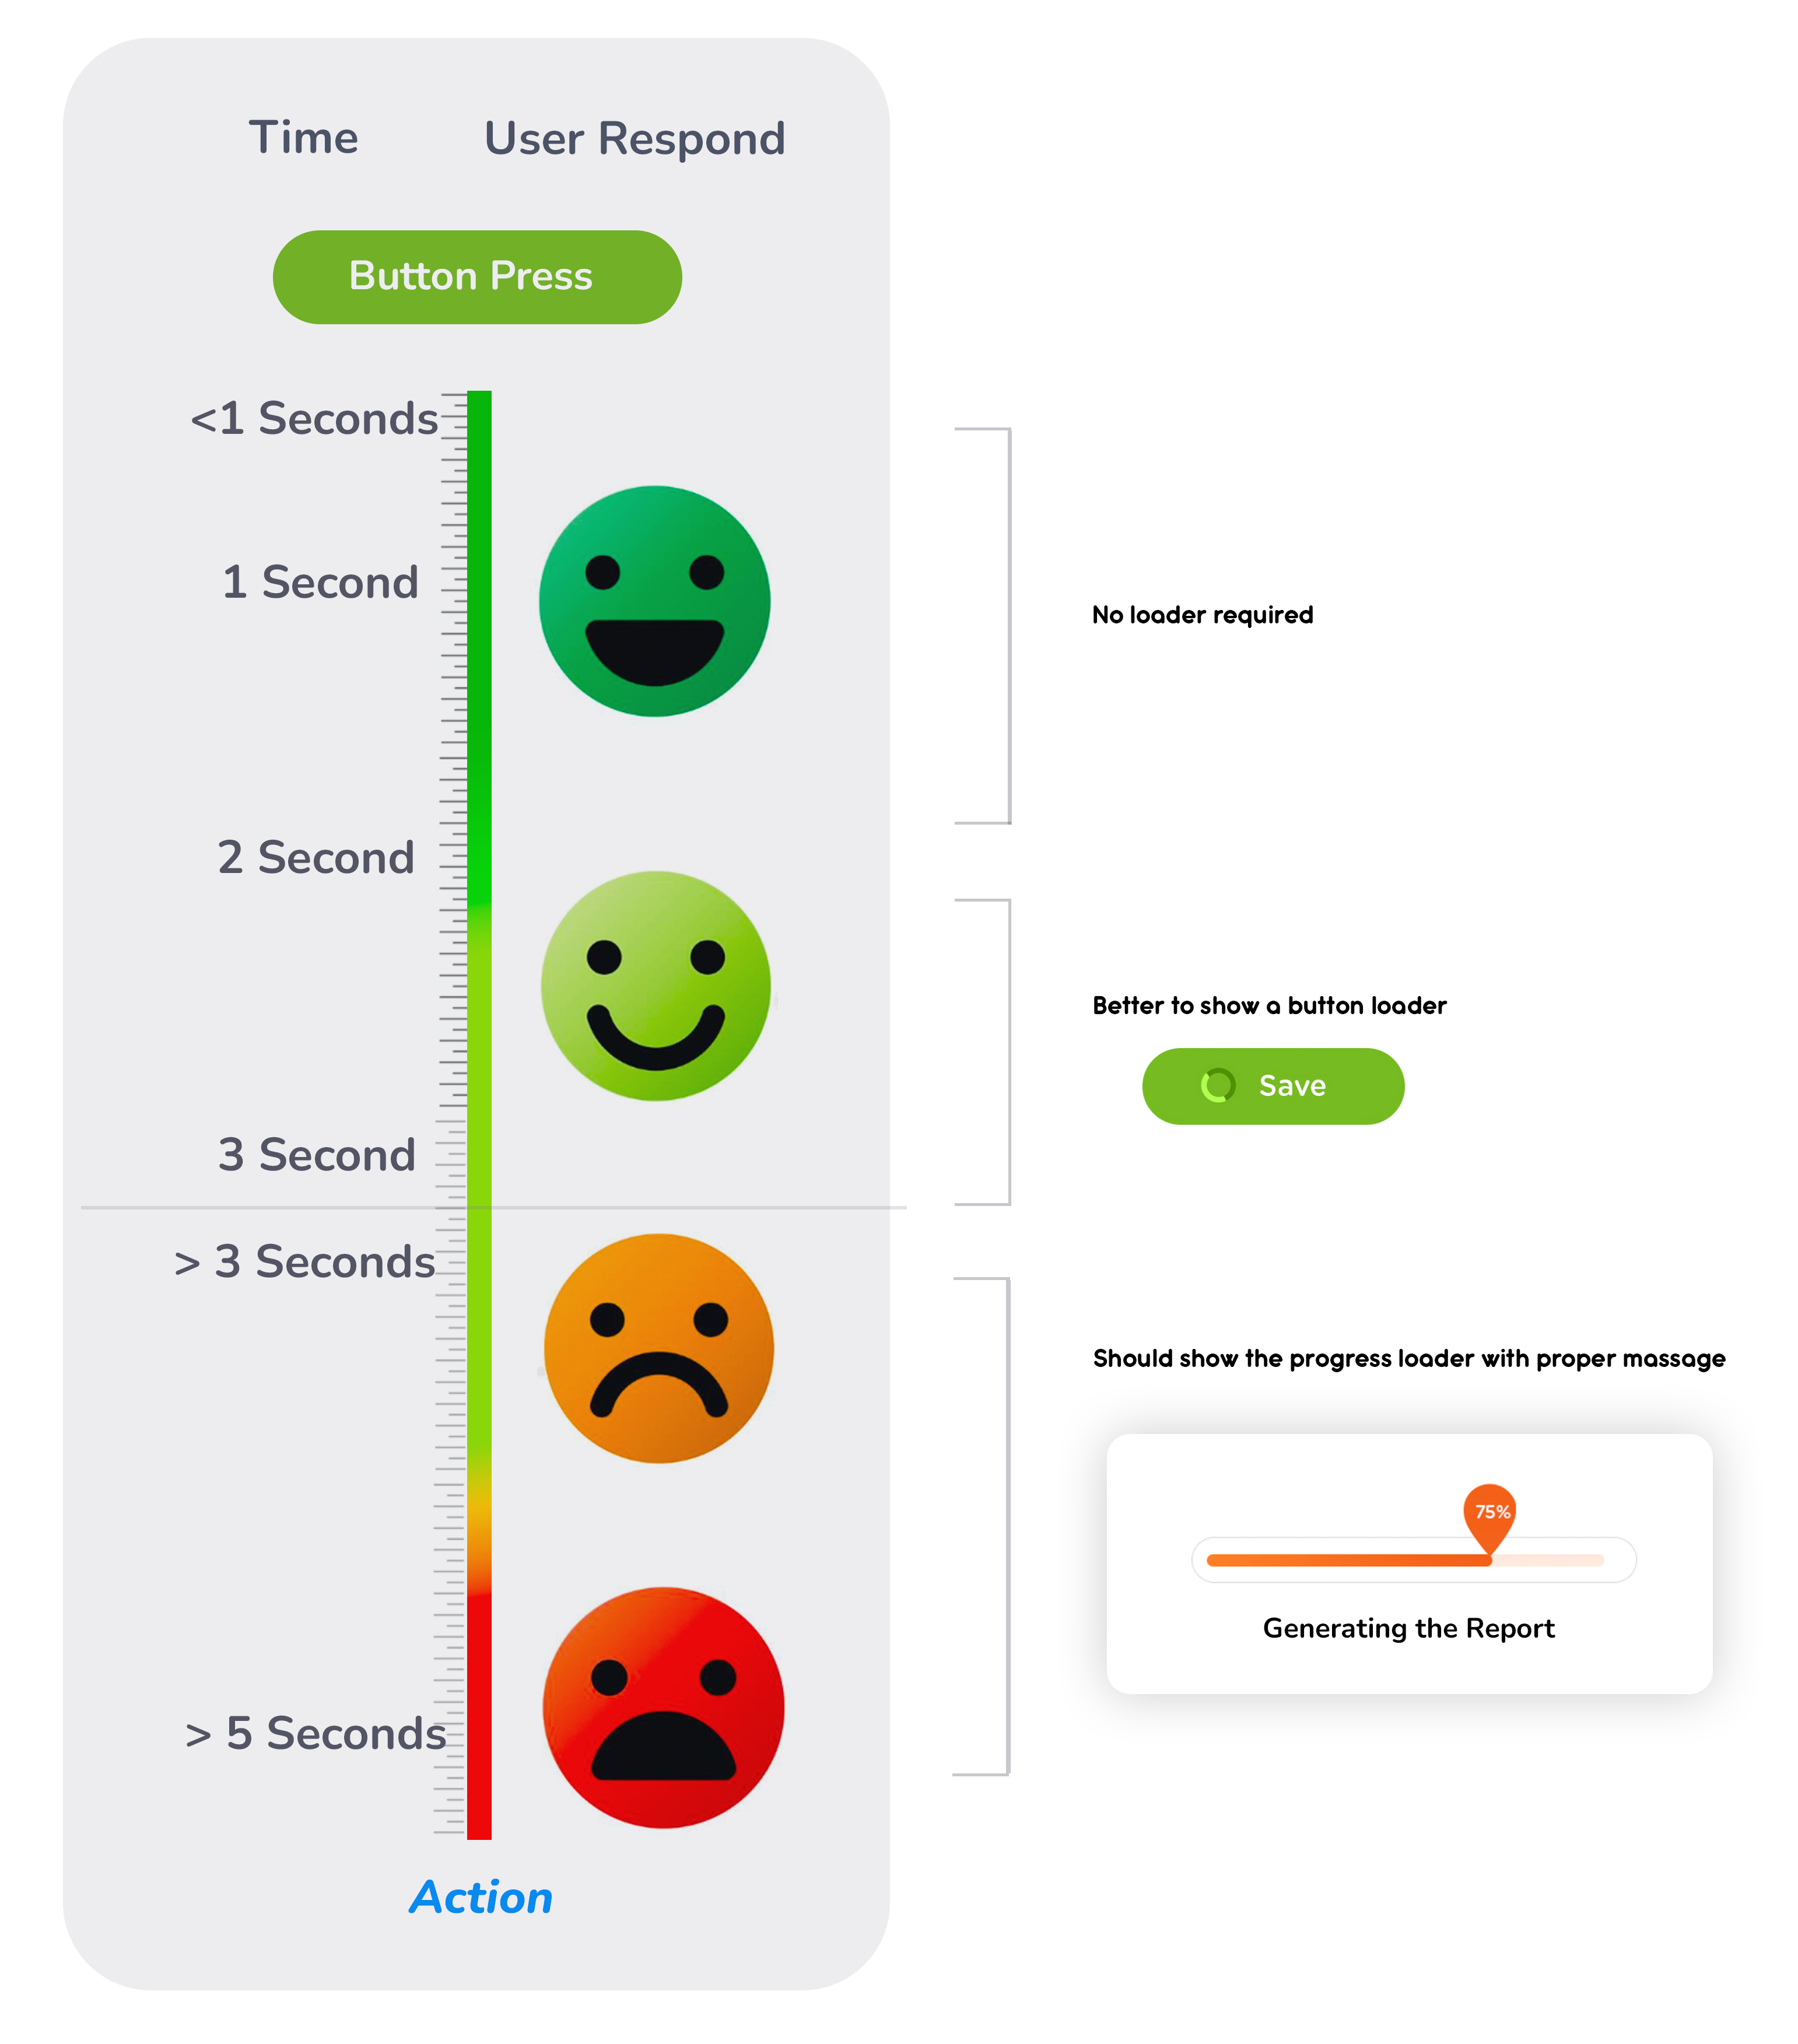 Time User Respond
Button Press
<1 Seconds
1 Second
No loader required
2 Second
Better to show a button loader
Save
3 Second
> 3 Seconds
Should show the progress loader with proper massage
75%
Generating the Report
> 5 Seconds
Action